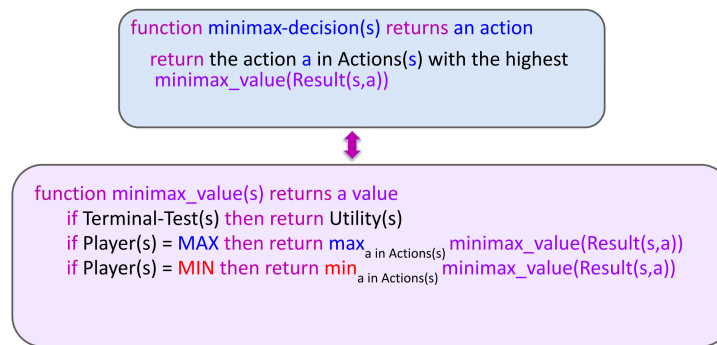 function minimax-decision(s) returns an action
return the action a in Actions(s) with the highest
minimax_value(Result(s,a))
function minimax_value(s) returns a value
if Terminal-Test(s) then return Utility(s)
if Player(s) = MAX then return max a in Actions(s) minimax_value(Result(s,a))
if Player(s) = MIN then return min a in Actions(s) minimax_value(Result(s,a))